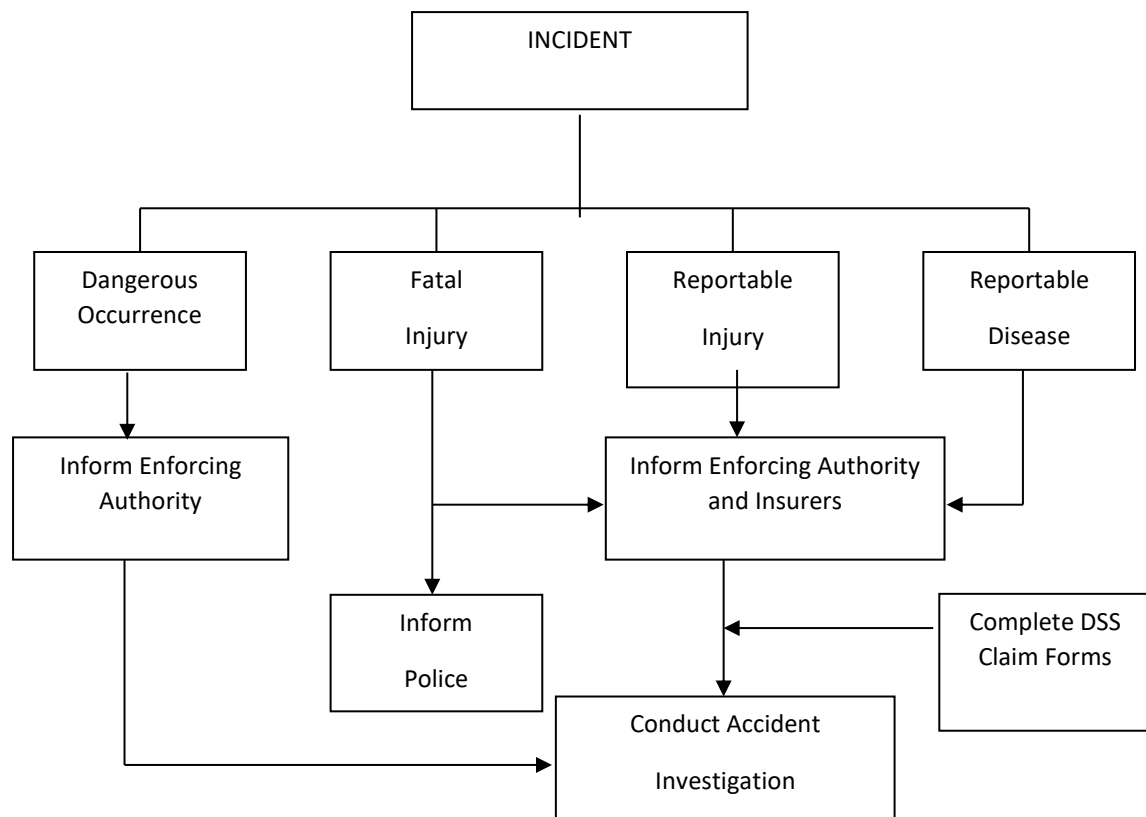 INCIDENT
Dangerous
Occurrence
Fatal
Injury
Reportable
Injury
Reportable
Disease
Inform Enforcing
Authority
Inform Enforcing Authority
and Insurers
Inform
Police
Complete DSS
Claim Forms
Conduct Accident
Investigation